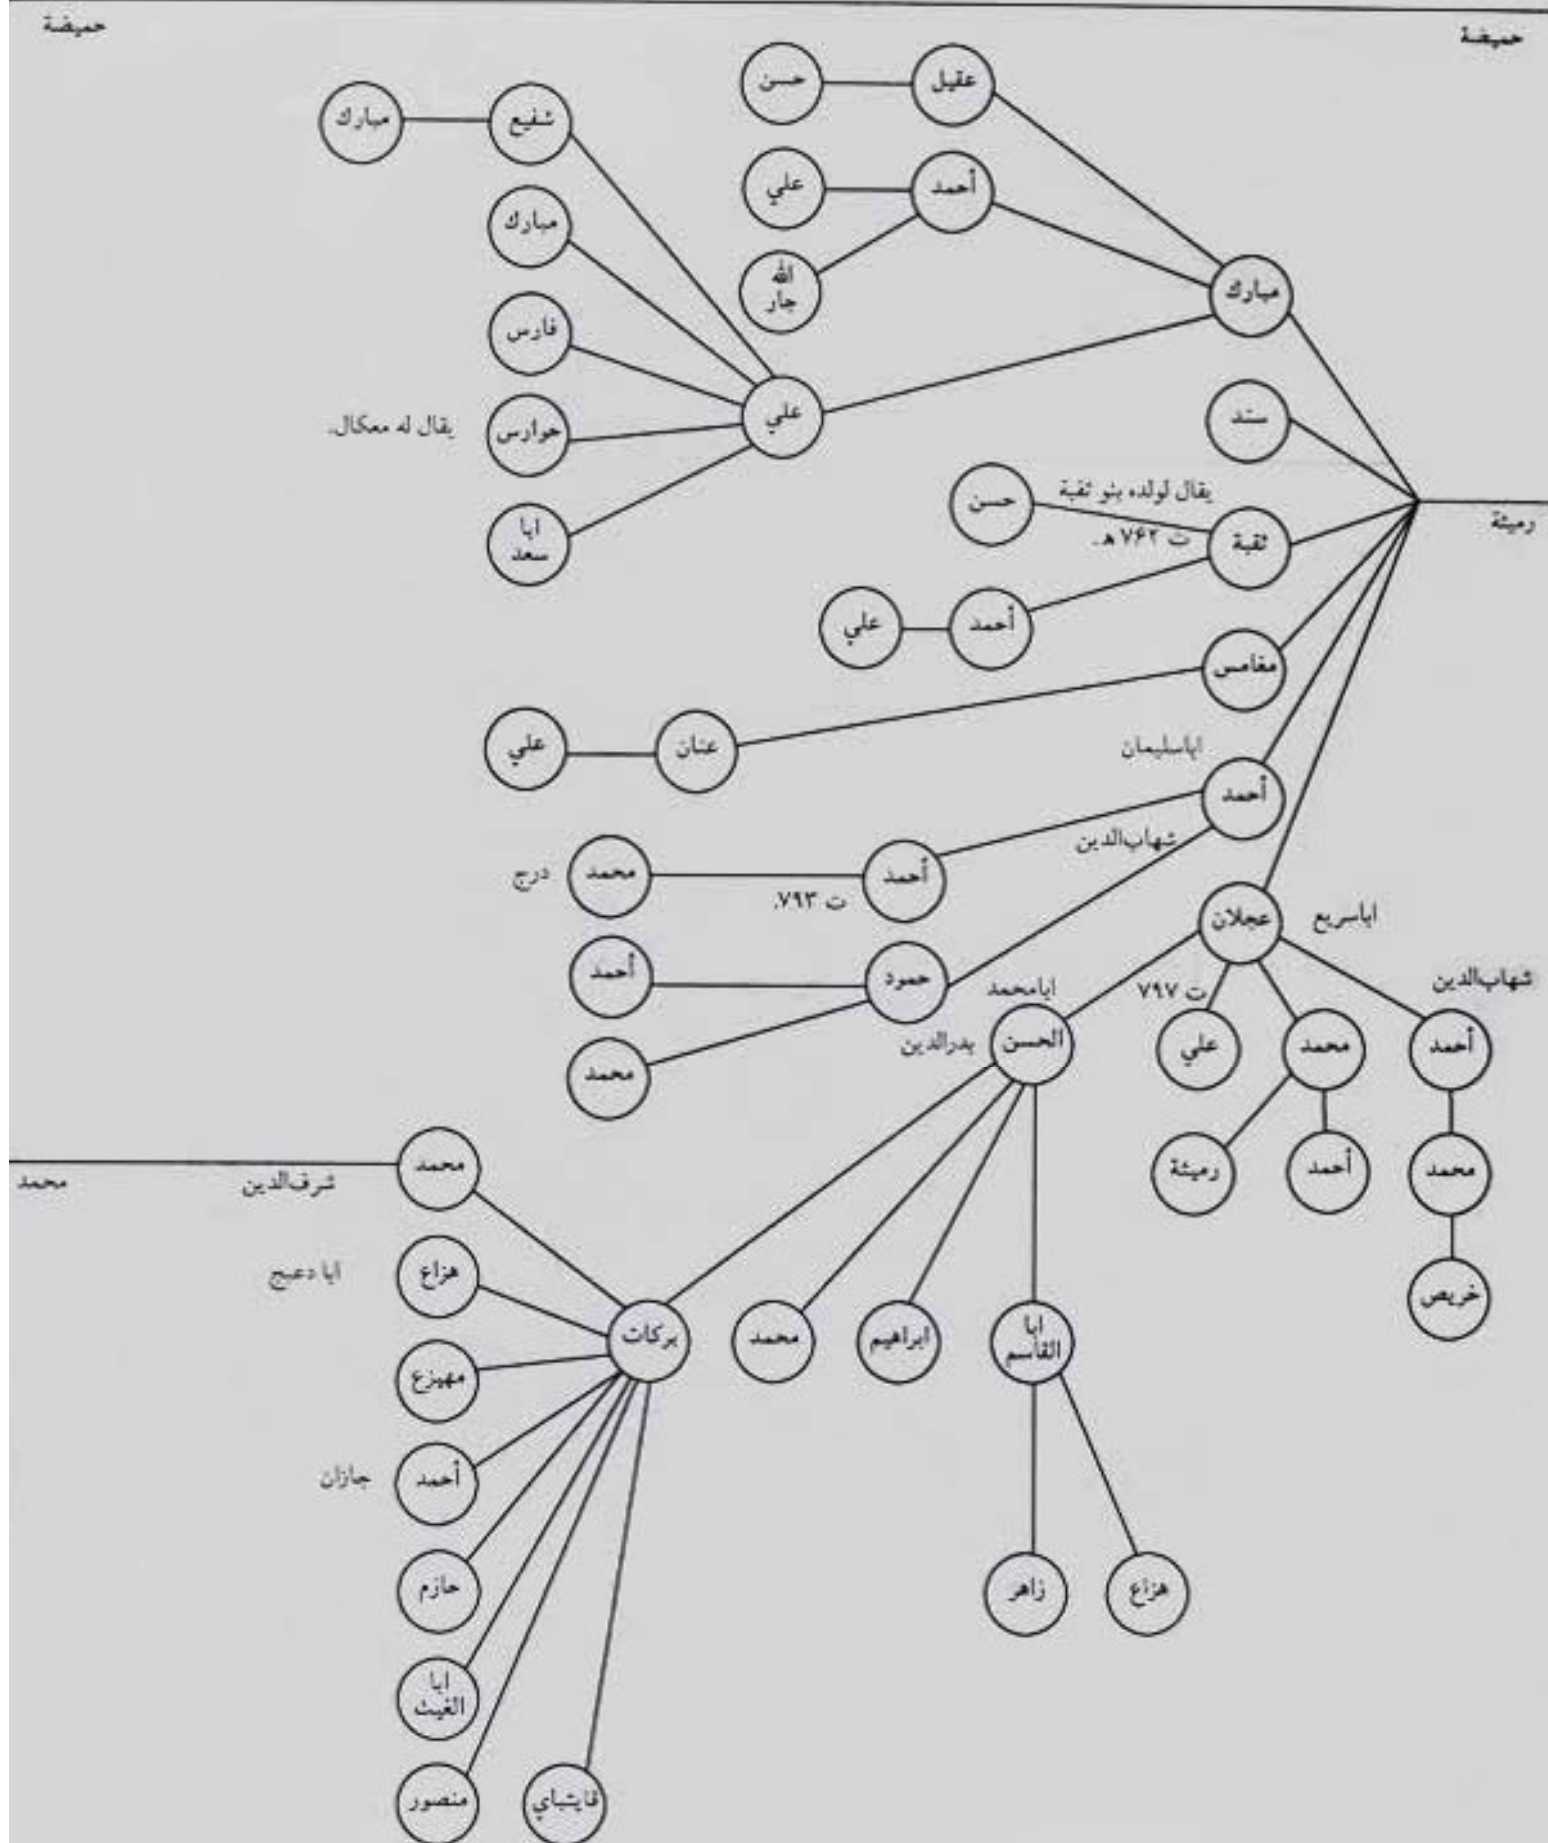 حميضة
حميضة
عقيل
حسن
شفيع
مبارك
أحمد
علي
مبارك
الله
جار
مبارك
فارس
علي
سند
حوارس
يقال له معكال.
حسن
يقال لولده بنو ثقبة
رميثة
ت ٧٦٢ ه‍.
ثقبة
ابا
سعد
أحمد
علي
مغامس
عنان
علي
اباسليمان
أحمد
شهاب‌الدين
أحمد
ت ٧٩٣.
محمد
درج
عجلان
اباسريع
حمود
أحمد
شهاب‌الدين
ت ٧٩٧
ابامحمد
الحسن
بدرالدين
أحمد
محمد
علي
محمد
محمد
أحمد
رميثة
محمد
شرف‌الدين
محمد
خريص
هزاع
ابا دعيج
ابا
القاسم
ابراهيم
محمد
بركات
مهيزع
أحمد
جازان
هزاع
زاهر
حازم
ابا
الغيث
قايتباي
منصور